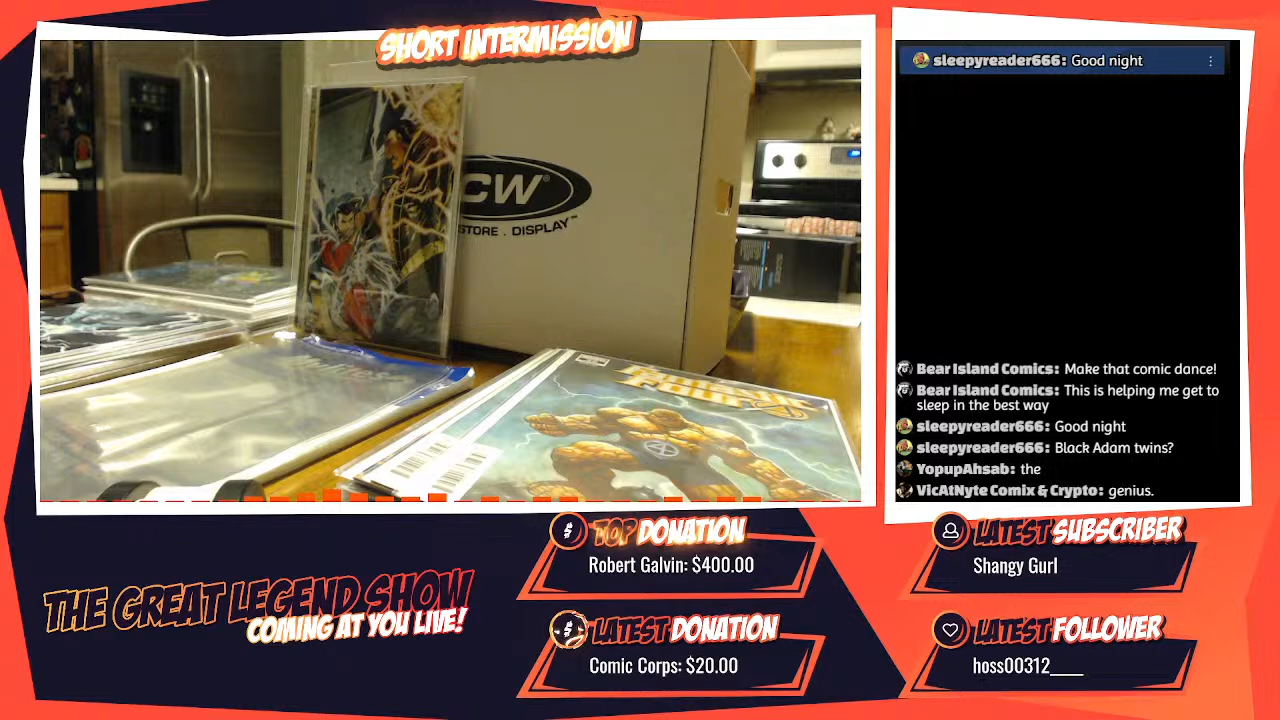 SHORT INTERMISSION
sleepyreader666: Good night
CW®
STORE . DISPLAY™
Bear Island Comics: Make that comic dance!
Bear Island Comics: This is helping me get to
sleep in the best way
sleepyreader666: Good night
sleepyreader666: Black Adam twins?
YopupAhsab: the
VicAtNyte Comix & Crypto: genius.
TOP DONATION
Robert Galvin: $400.00
LATEST SUBSCRIBER
Shangy Gurl
THE GREAT LEGEND SHOW
COMING AT YOU LIVE!
LATEST DONATION
Comic Corps: $20.00
LATEST FOLLOWER
hoss00312____